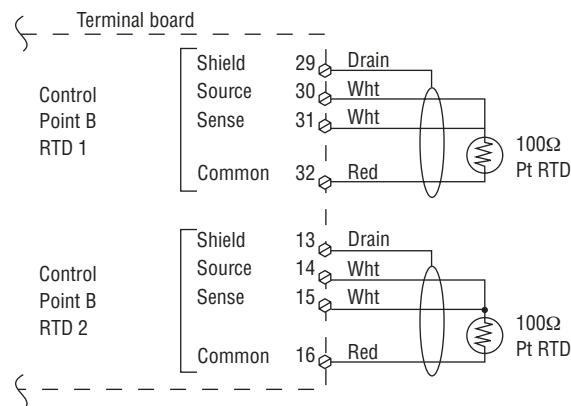 Terminal board
Control
Point B
RTD 1
Shield 29 Drain
Source 30 Wht
Sense 31 Wht
Common 32 Red
100Ω
Pt RTD
Control
Point B
RTD 2
Shield 13 Drain
Source 14 Wht
Sense 15 Wht
Common 16 Red
100Ω
Pt RTD